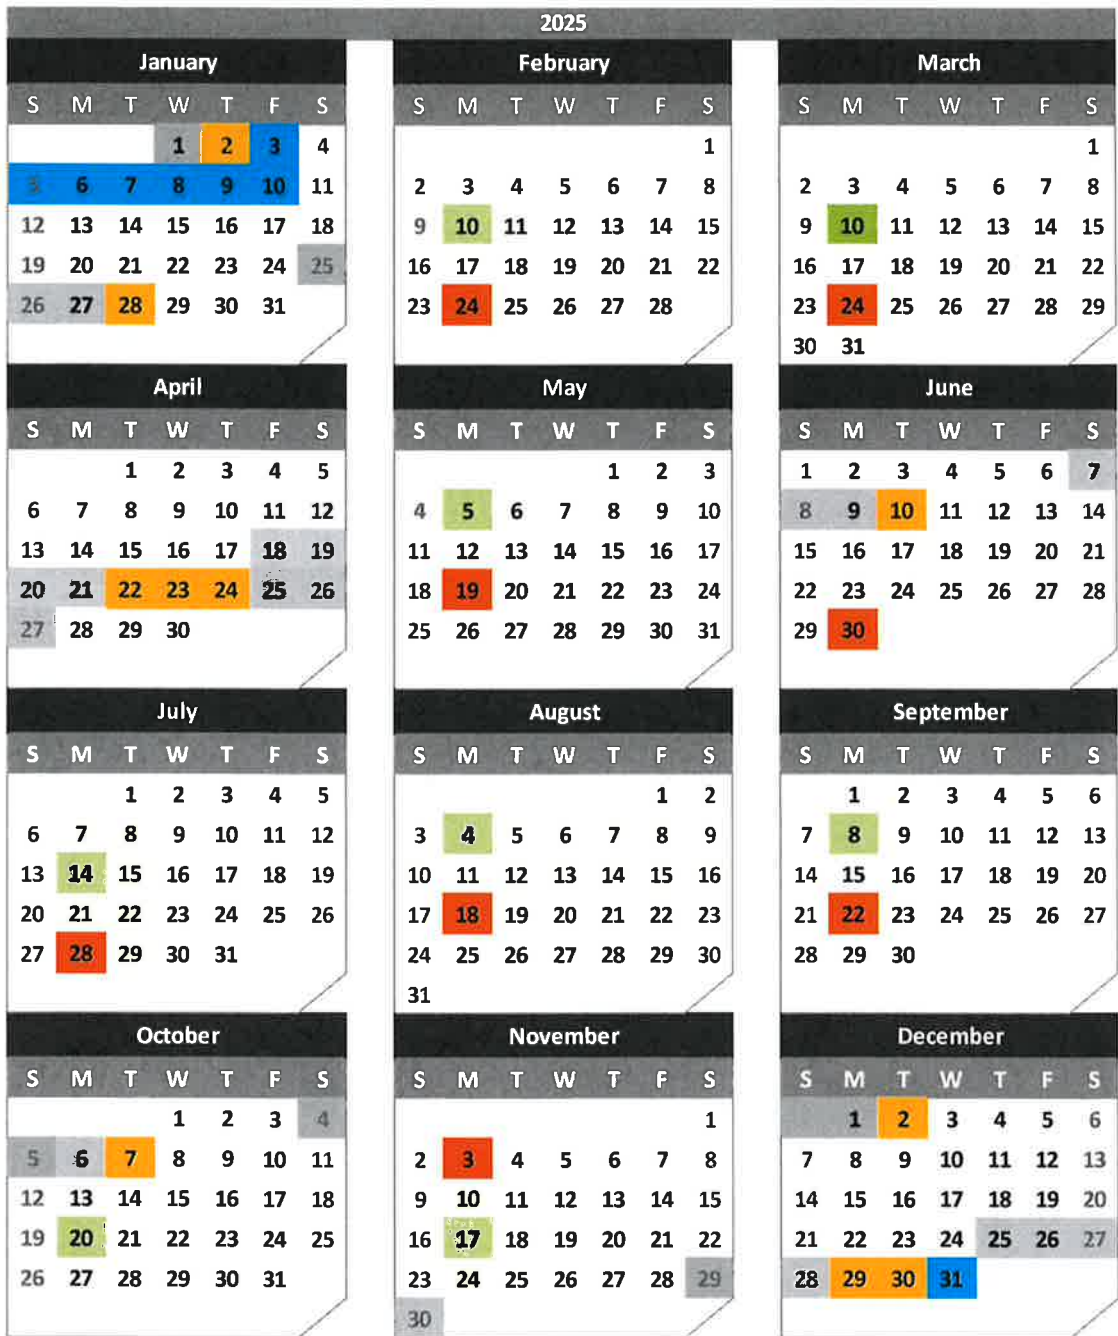 2025
January February March
S M T W T F S S M T W T F S S M T W T F S
1 2 3 4 1 1
5 6 7 8 9 10 11 2 3 4 5 6 7 8 2 3 4 5 6 7 8
12 13 14 15 16 17 18 9 10 11 12 13 14 15 9 10 11 12 13 14 15
19 20 21 22 23 24 25 16 17 18 19 20 21 22 16 17 18 19 20 21 22
26 27 28 29 30 31 23 24 25 26 27 28 23 24 25 26 27 28 29
30 31
April May June
S M T W T F S S M T W T F S S M T W T F S
1 2 3 4 5 1 2 3 1 2 3 4 5 6 7
6 7 8 9 10 11 12 4 5 6 7 8 9 10 8 9 10 11 12 13 14
13 14 15 16 17 18 19 11 12 13 14 15 16 17 15 16 17 18 19 20 21
20 21 22 23 24 25 26 18 19 20 21 22 23 24 22 23 24 25 26 27 28
27 28 29 30 25 26 27 28 29 30 31 29 30
July August September
S M T W T F S S M T W T F S S M T W T F S
1 2 3 4 5 1 2 1 2 3 4 5 6
6 7 8 9 10 11 12 3 4 5 6 7 8 9 7 8 9 10 11 12 13
13 14 15 16 17 18 19 10 11 12 13 14 15 16 14 15 16 17 18 19 20
20 21 22 23 24 25 26 17 18 19 20 21 22 23 21 22 23 24 25 26 27
27 28 29 30 31 24 25 26 27 28 29 30 28 29 30
31
October November December
S M T W T F S S M T W T F S S M T W T F S
1 2 3 4 1 1 2 3 4 5 6
5 6 7 8 9 10 11 2 3 4 5 6 7 8 7 8 9 10 11 12 13
12 13 14 15 16 17 18 9 10 11 12 13 14 15 14 15 16 17 18 19 20
19 20 21 22 23 24 25 16 17 18 19 20 21 22 21 22 23 24 25 26 27
26 27 28 29 30 31 23 24 25 26 27 28 29 28 29 30 31
30